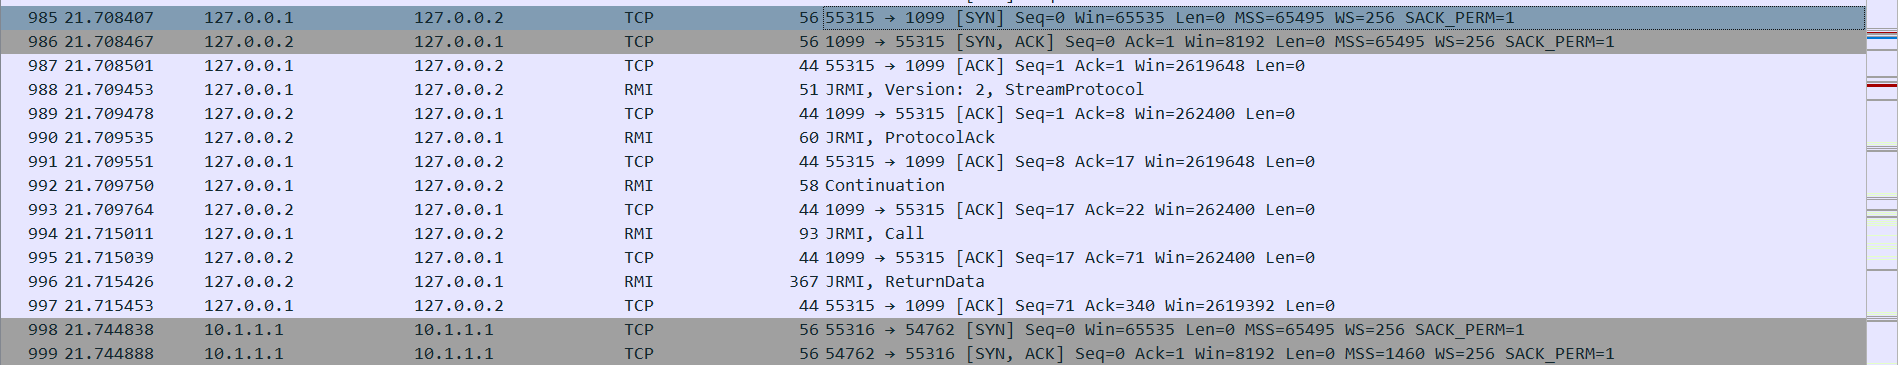 985 21.708407 127.0.0.1 127.0.0.2 TCP 56 55315 → 1099 [SYN] Seq=0 Win=65535 Len=0 MSS=65495 WS=256 SACK_PERM=1
986 21.708467 127.0.0.2 127.0.0.1 TCP 56 1099 → 55315 [SYN, ACK] Seq=0 Ack=1 Win=8192 Len=0 MSS=65495 WS=256 SACK_PERM=1
987 21.708501 127.0.0.1 127.0.0.2 TCP 44 55315 → 1099 [ACK] Seq=1 Ack=1 Win=2619648 Len=0
988 21.709453 127.0.0.1 127.0.0.2 RMI 51 JRMI, Version: 2, StreamProtocol
989 21.709478 127.0.0.2 127.0.0.1 TCP 44 1099 → 55315 [ACK] Seq=1 Ack=8 Win=262400 Len=0
990 21.709535 127.0.0.2 127.0.0.1 RMI 60 JRMI, ProtocolAck
991 21.709551 127.0.0.1 127.0.0.2 TCP 44 55315 → 1099 [ACK] Seq=8 Ack=17 Win=2619648 Len=0
992 21.709750 127.0.0.1 127.0.0.2 RMI 58 Continuation
993 21.709764 127.0.0.2 127.0.0.1 TCP 44 1099 → 55315 [ACK] Seq=17 Ack=22 Win=262400 Len=0
994 21.715011 127.0.0.1 127.0.0.2 RMI 93 JRMI, Call
995 21.715039 127.0.0.2 127.0.0.1 TCP 44 1099 → 55315 [ACK] Seq=17 Ack=71 Win=262400 Len=0
996 21.715426 127.0.0.2 127.0.0.1 RMI 367 JRMI, ReturnData
997 21.715453 127.0.0.1 127.0.0.2 TCP 44 55315 → 1099 [ACK] Seq=71 Ack=340 Win=2619392 Len=0
998 21.744838 10.1.1.1 10.1.1.1 TCP 56 55316 → 54762 [SYN] Seq=0 Win=65535 Len=0 MSS=65495 WS=256 SACK_PERM=1
999 21.744888 10.1.1.1 10.1.1.1 TCP 56 54762 → 55316 [SYN, ACK] Seq=0 Ack=1 Win=8192 Len=0 MSS=1460 WS=256 SACK_PERM=1